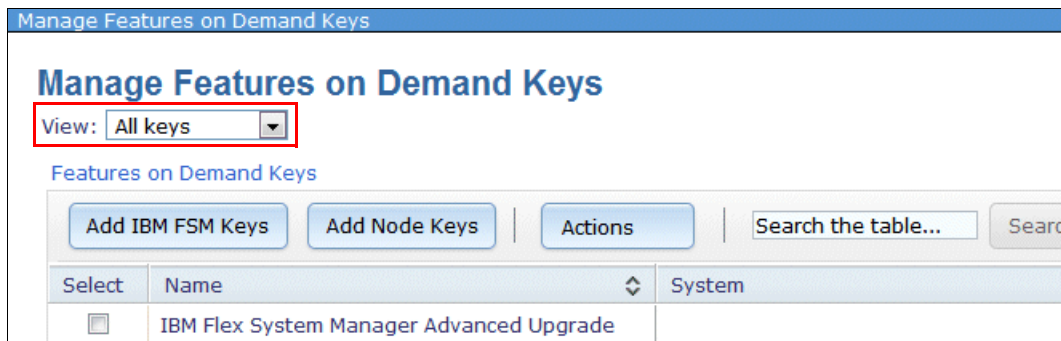 Manage Features on Demand Keys
Manage Features on Demand Keys
View: All keys
Features on Demand Keys
Add IBM FSM Keys Add Node Keys Actions Search the table... Searc
Select Name System
IBM Flex System Manager Advanced Upgrade